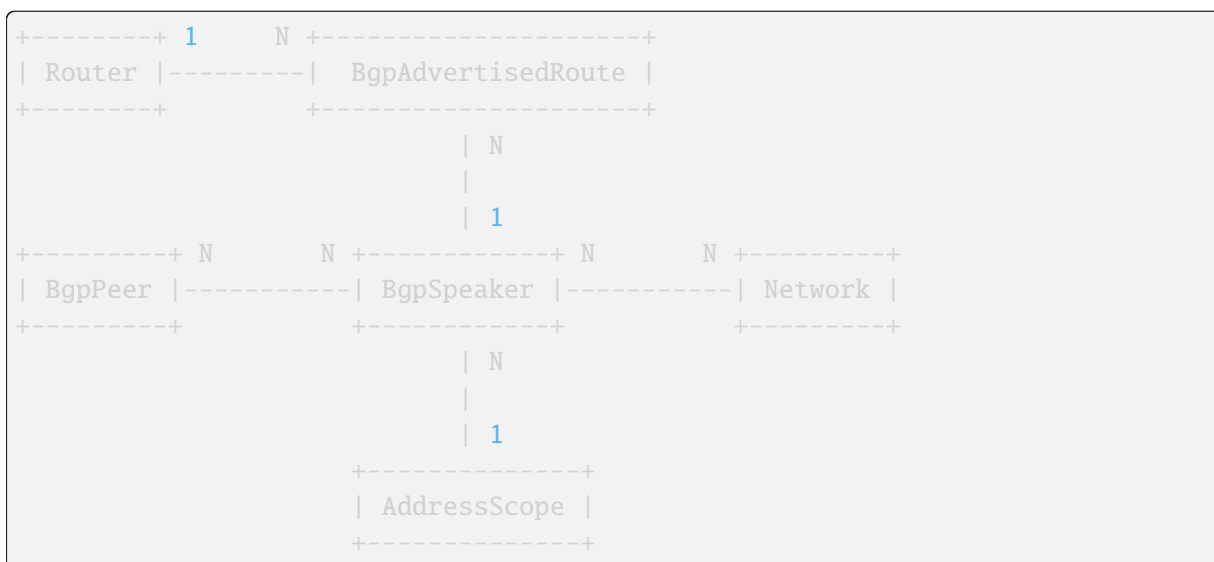 +--------+ 1     N +---------------------+
| Router |---------|  BgpAdvertisedRoute |
+--------+         +---------------------+
                             | N
                             |
                             | 1
+---------+ N       N +------------+ N       N +---------+
| BgpPeer |-----------| BgpSpeaker |-----------| Network |
+---------+           +------------+           +---------+
                             | N
                             |
                             | 1
                      +--------------+
                      | AddressScope |
                      +--------------+